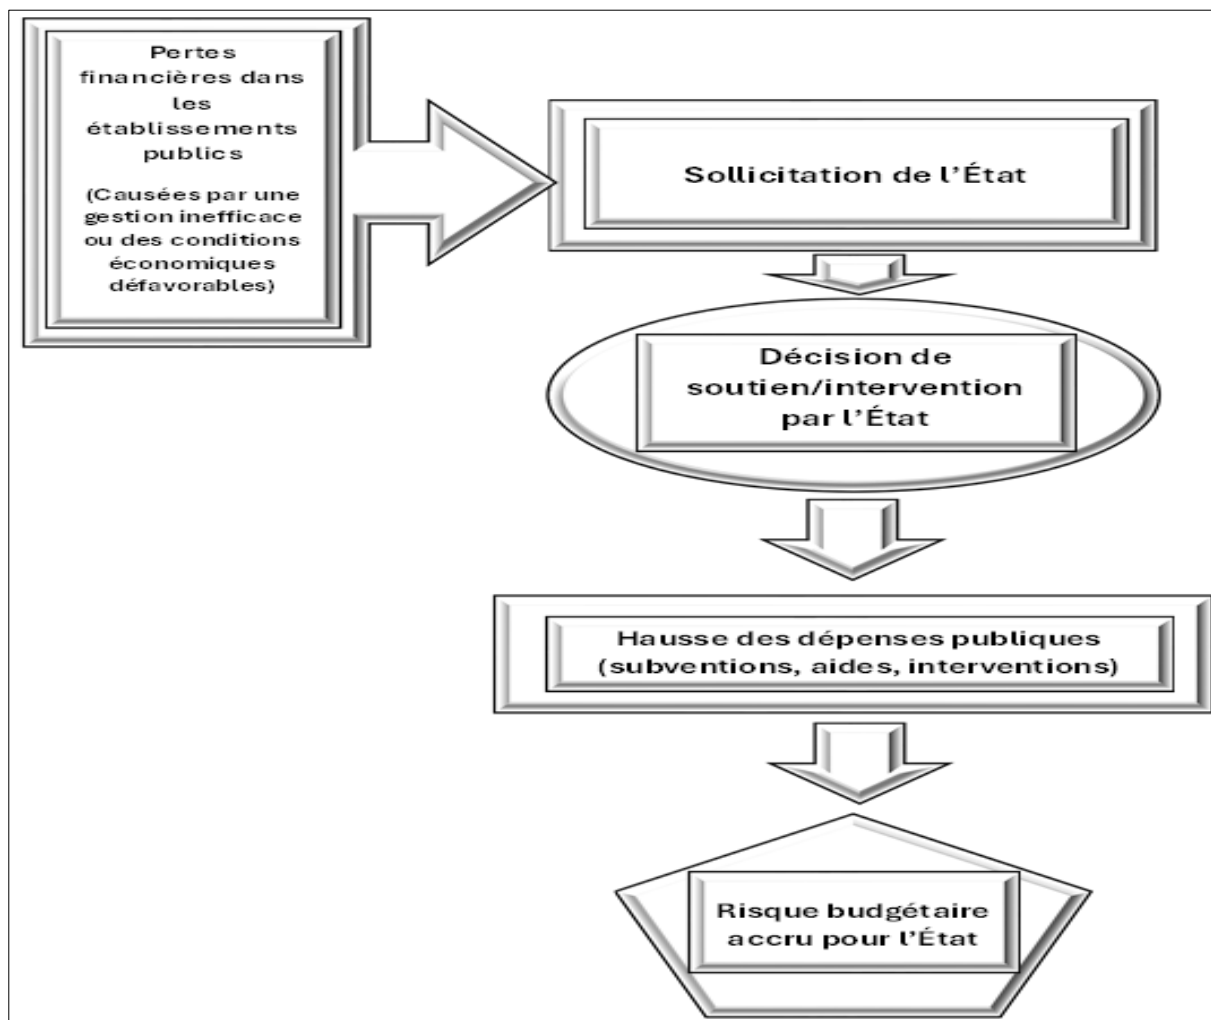 Pertes
financières dans
les
établissements
publics
(Causées par une
gestion inefficace
ou des conditions
économiques
défavorables)
Sollicitation de l’État
Décision de
soutien/intervention
par l’État
Hausse des dépenses publiques
(subventions, aides, interventions)
Risque budgétaire
accru pour l’État